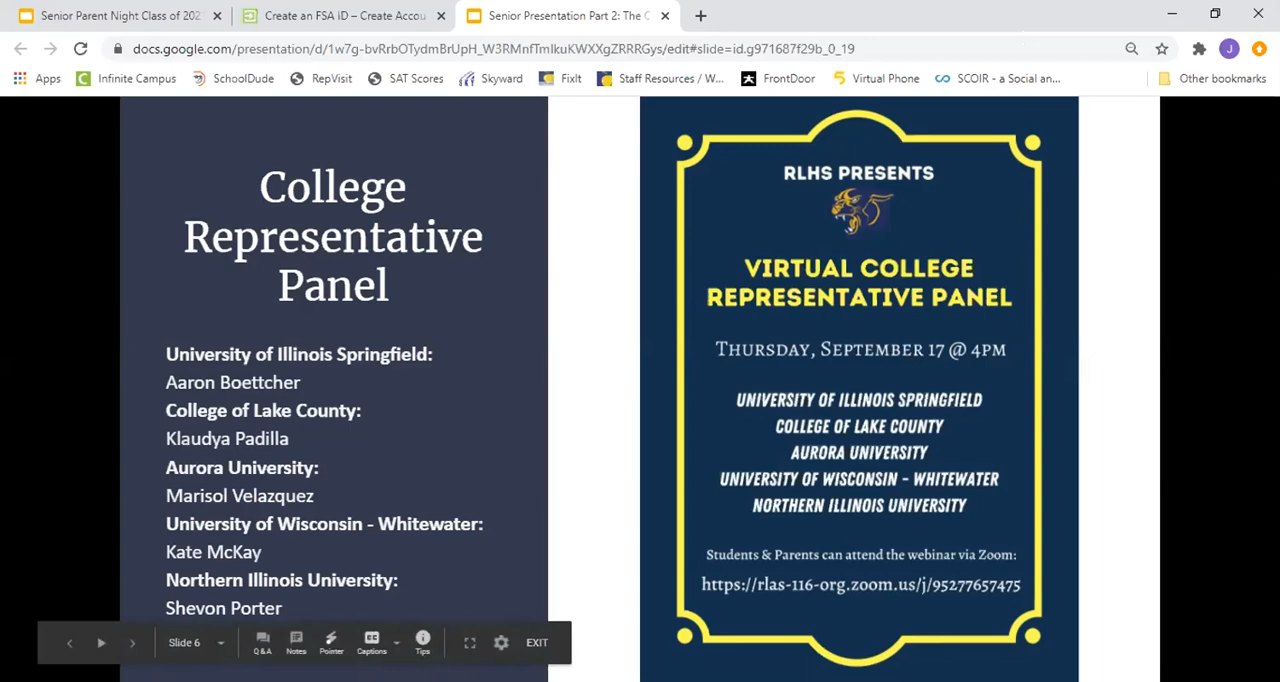 Senior Parent Night Class of 202
Create an FSA ID – Create Accou
Senior Presentation Part 2: The C
docs.google.com/presentation/d/1w7g-bvRrbOTydmBrUpH_W3RMnfTmlkuKWXXgZRRRGys/edit#slide=id.g971687f29b_0_19
J
Apps
Infinite Campus
SchoolDude
RepVisit
SAT Scores
Skyward
FixIt
Staff Resources / W...
FrontDoor
Virtual Phone
SCOIR - a Social an...
Other bookmarks
College
Representative
Panel
University of Illinois Springfield:
Aaron Boettcher
College of Lake County:
Klaudya Padilla
Aurora University:
Marisol Velazquez
University of Wisconsin - Whitewater:
Kate McKay
Northern Illinois University:
Shevon Porter
RLHS PRESENTS
VIRTUAL COLLEGE
REPRESENTATIVE PANEL
THURSDAY, SEPTEMBER 17 @ 4PM
UNIVERSITY OF ILLINOIS SPRINGFIELD
COLLEGE OF LAKE COUNTY
AURORA UNIVERSITY
UNIVERSITY OF WISCONSIN - WHITEWATER
NORTHERN ILLINOIS UNIVERSITY
Students & Parents can attend the webinar via Zoom:
https://rlas-116-org.zoom.us/j/95277657475
Slide 6
Q&A
Notes
Pointer
Captions
Tips
EXIT